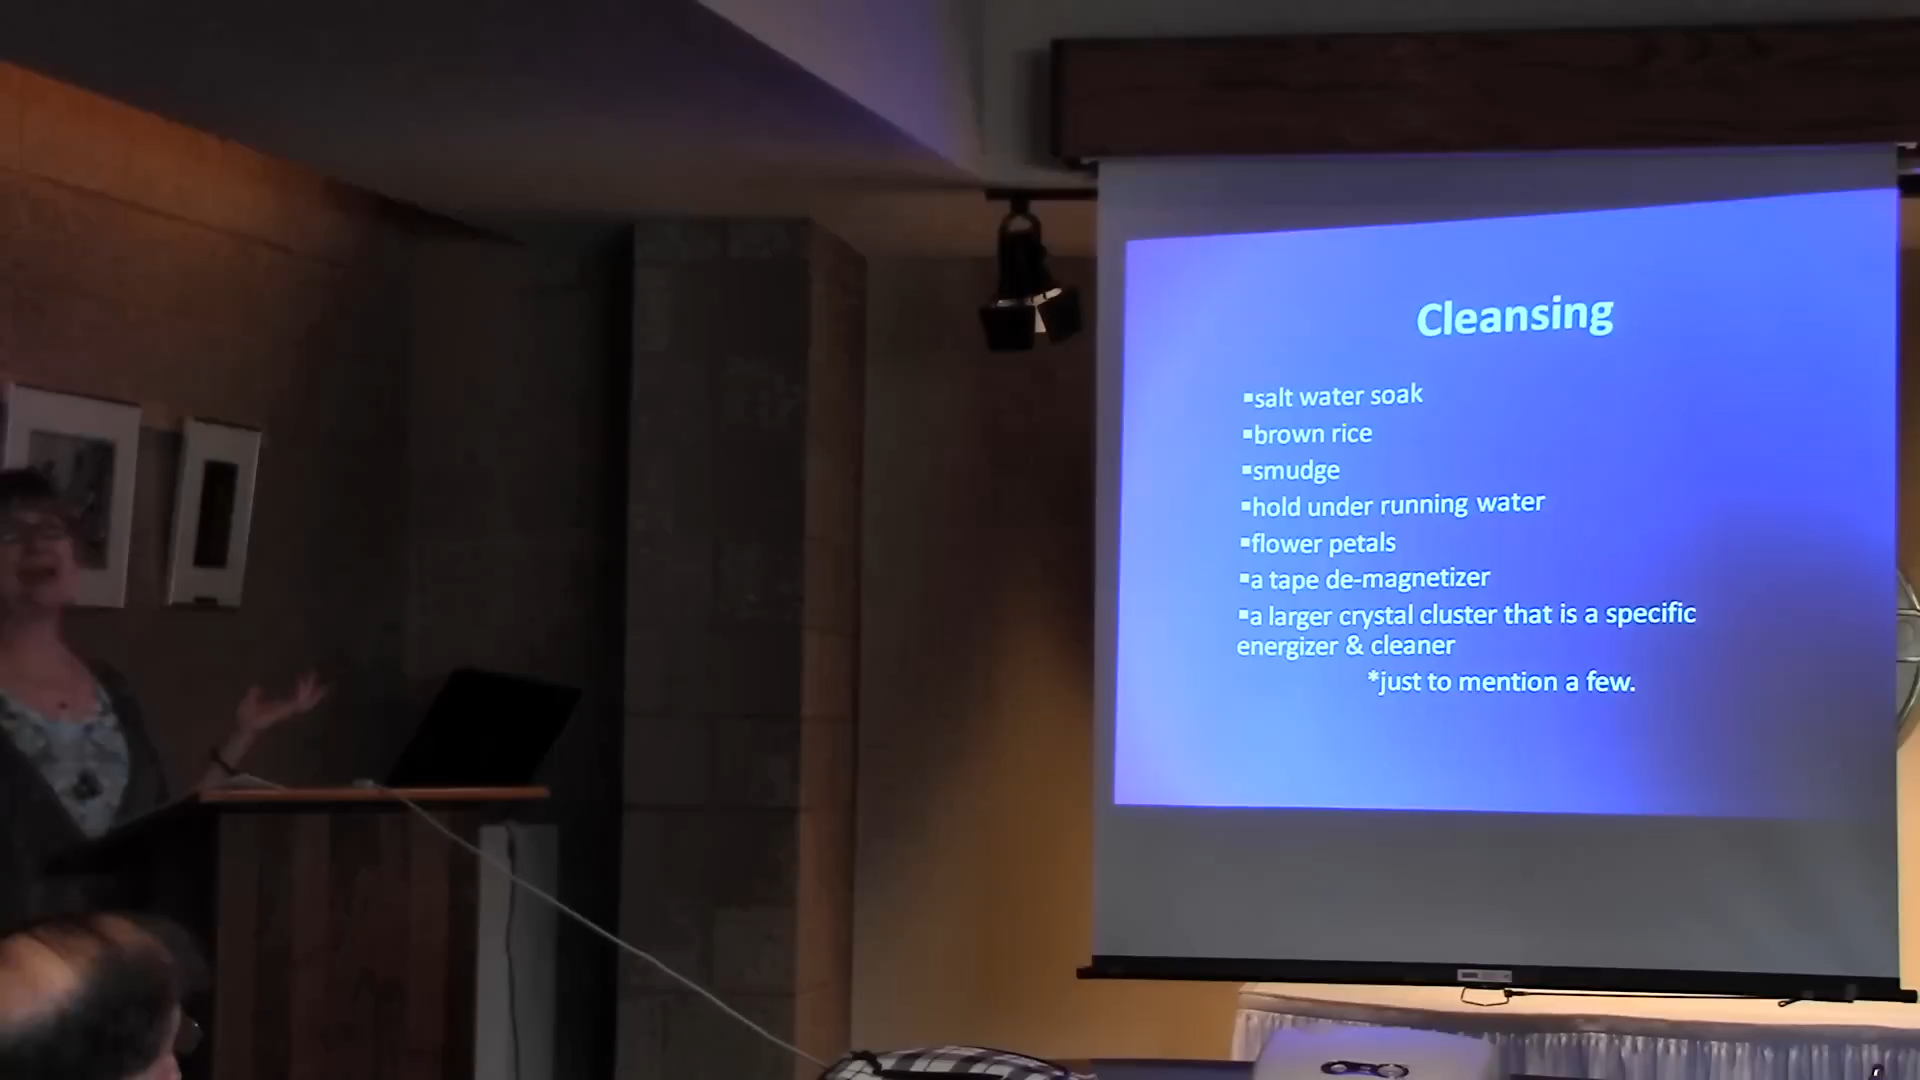 Cleansing
▪salt water soak
▪brown rice
▪smudge
▪hold under running water
▪flower petals
▪a tape de-magnetizer
▪a larger crystal cluster that is a specific
energizer & cleaner
*just to mention a few.